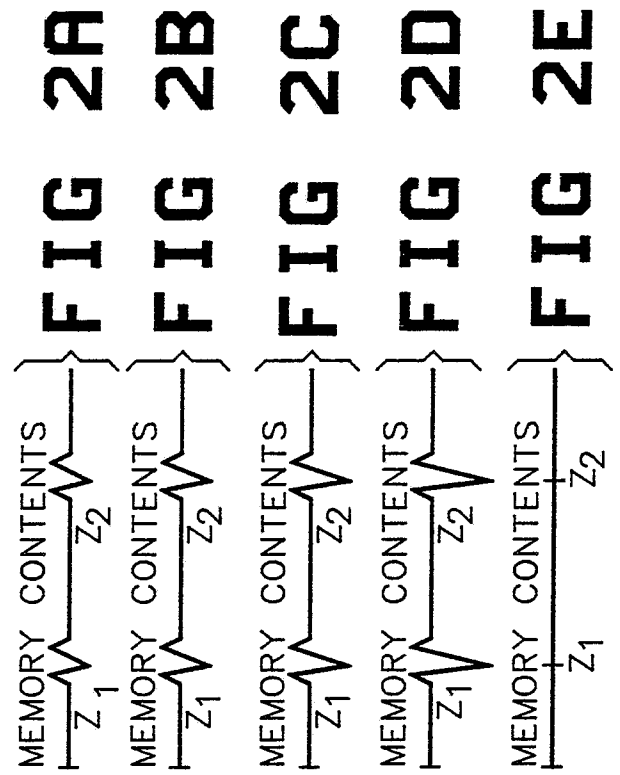 MEMORY CONTENTS
Z1
Z2
FIG 2A
MEMORY CONTENTS
Z1
Z2
FIG 2B
MEMORY CONTENTS
Z1
Z2
FIG 2C
MEMORY CONTENTS
Z1
Z2
FIG 2D
MEMORY CONTENTS
Z1
Z2
FIG 2E